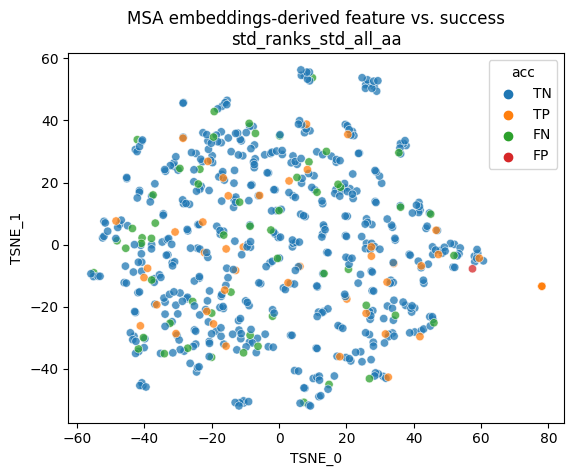 MSA embeddings-derived feature vs. success
std_ranks_std_all_aa
acc
TN
TP
FN
FP
60
40
20
0
−20
−40
TSNE_1
−60
−40
−20
0
20
40
60
80
TSNE_0